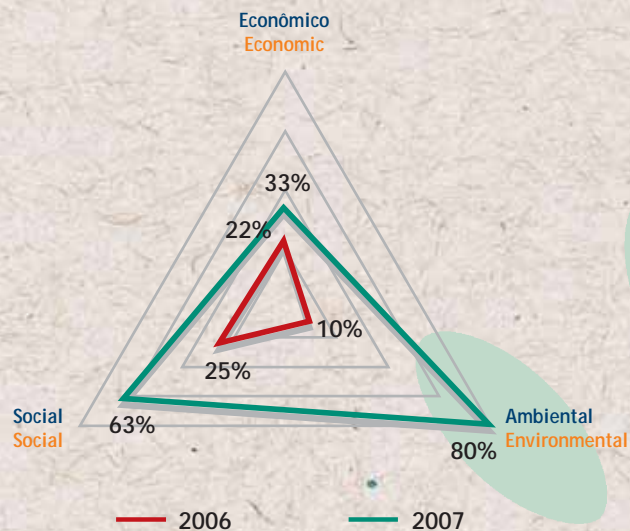 Econômico
Economic
33%
22%
10%
25%
Social
Social
63%
Ambiental
Environmental
80%
2006
2007